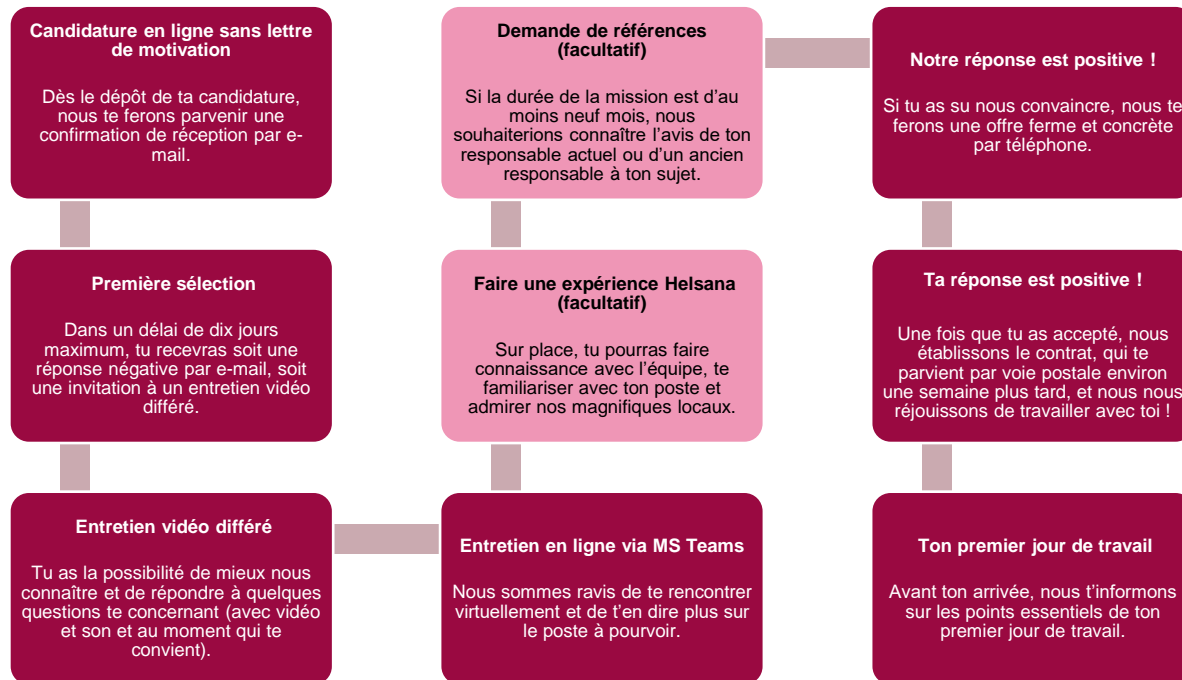 Candidature en ligne sans lettre
de motivation
Dès le dépôt de ta candidature,
nous te ferons parvenir une
confirmation de réception par e-
mail.
Première sélection
Dans un délai de dix jours
maximum, tu recevras soit une
réponse négative par e-mail, soit
une invitation à un entretien vidéo
différé.
Entretien vidéo différé
Tu as la possibilité de mieux nous
connaître et de répondre à quelques
questions te concernant (avec vidéo
et son et au moment qui te
convient).
Entretien en ligne via MS Teams
Nous sommes ravis de te rencontrer
virtuellement et de t'en dire plus sur
le poste à pourvoir.
Faire une expérience Helsana
(facultatif)
Sur place, tu pourras faire
connaissance avec l'équipe, te
familiariser avec ton poste et
admirer nos magnifiques locaux.
Demande de références
(facultatif)
Si la durée de la mission est d'au
moins neuf mois, nous
souhaiterions connaître l'avis de ton
responsable actuel ou d'un ancien
responsable à ton sujet.
Notre réponse est positive !
Si tu as su nous convaincre, nous te
ferons une offre ferme et concrète
par téléphone.
Ta réponse est positive !
Une fois que tu as accepté, nous
établissons le contrat, qui te
parvient par voie postale environ
une semaine plus tard, et nous nous
réjouissons de travailler avec toi !
Ton premier jour de travail
Avant ton arrivée, nous t'informons
sur les points essentiels de ton
premier jour de travail.